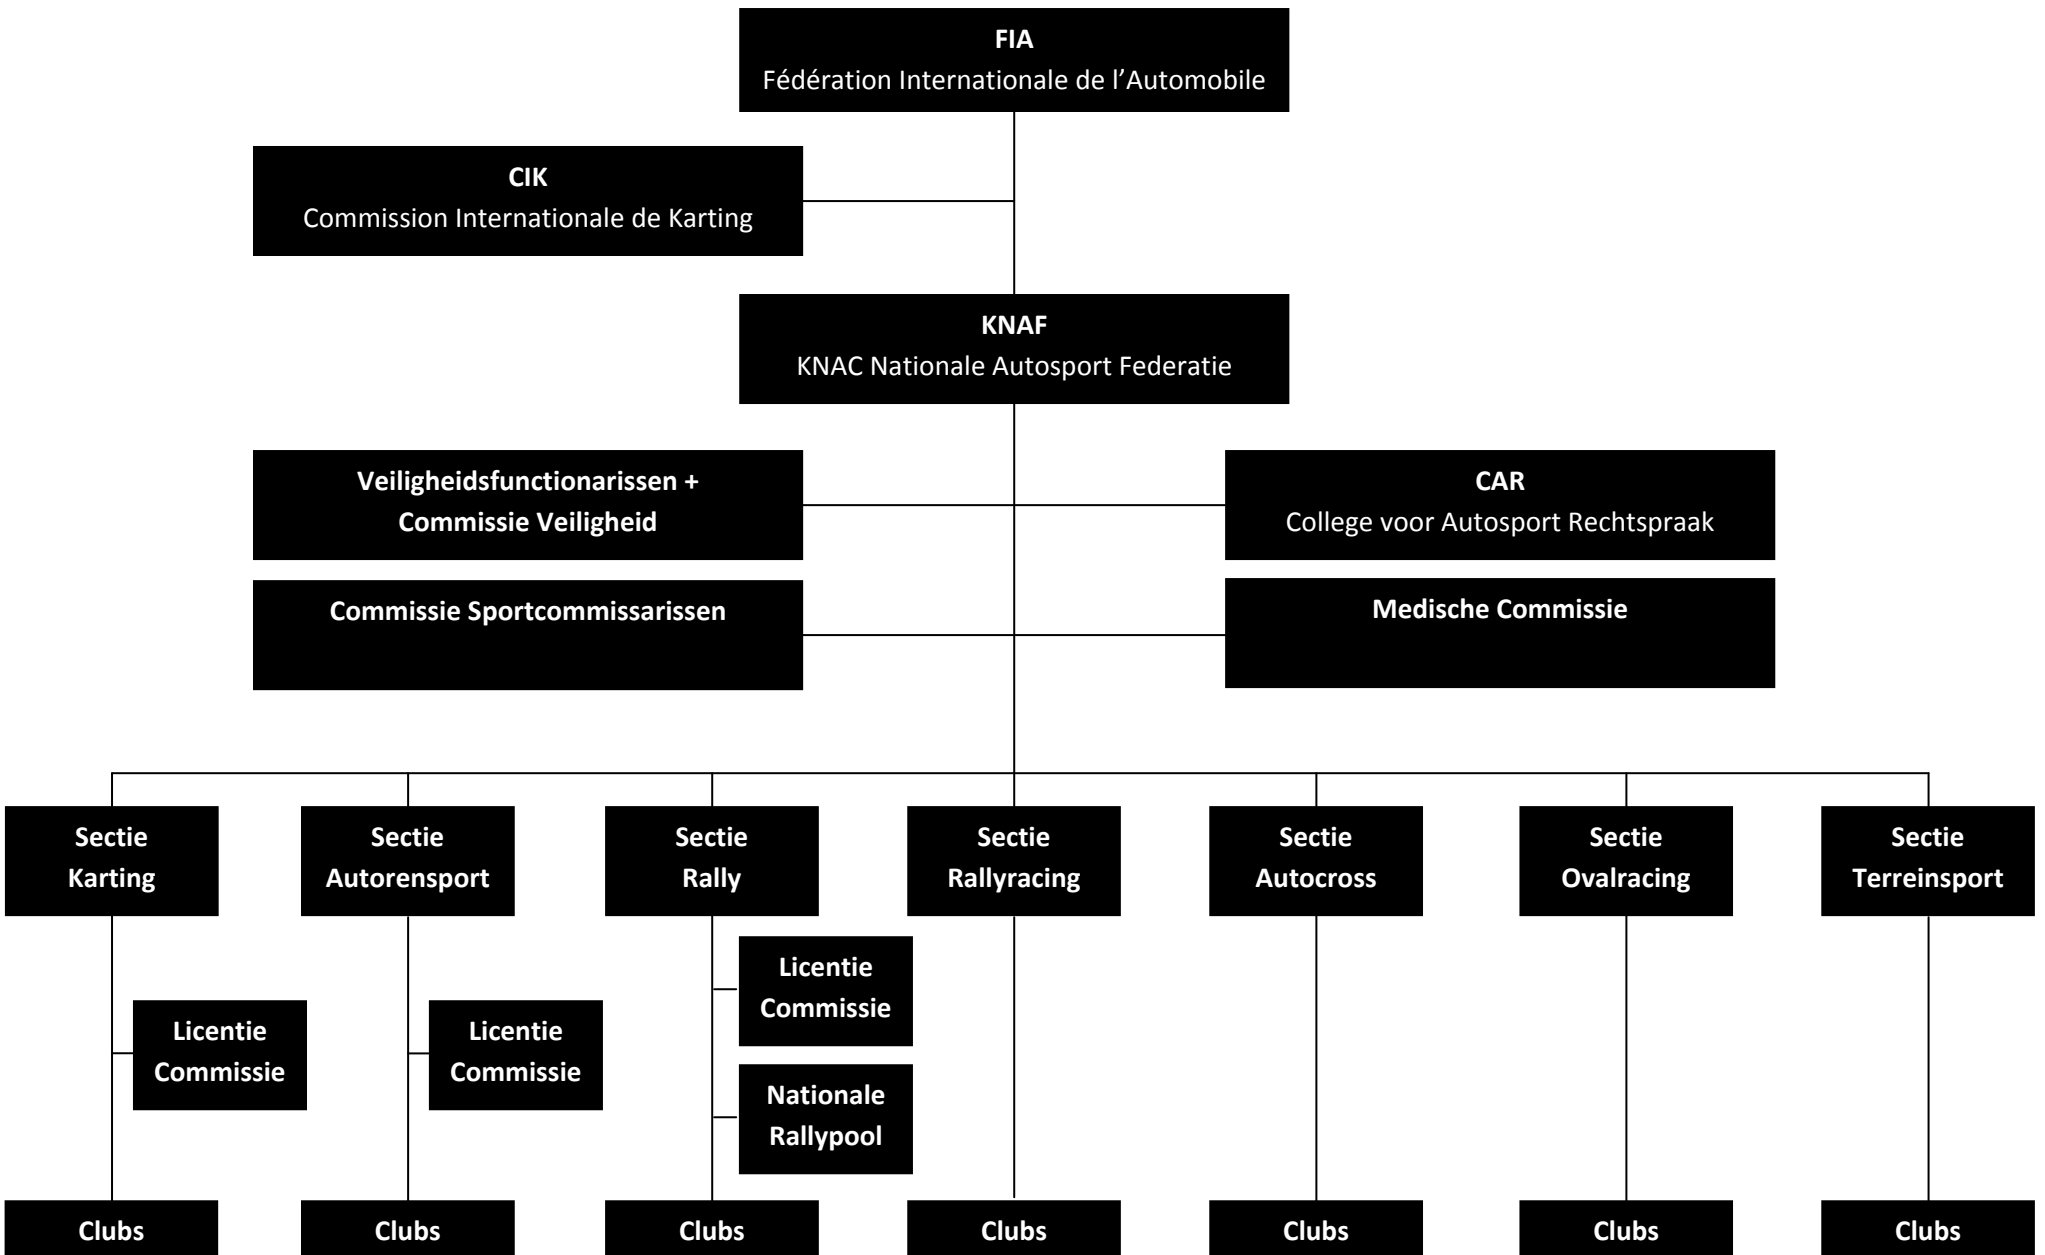 FIA
Fédération Internationale de l’Automobile
CIK
Commission Internationale de Karting
KNAF
KNAC Nationale Autosport Federatie
Veiligheidsfunctionarissen +
Commissie Veiligheid
CAR
College voor Autosport Rechtspraak
Commissie Sportcommissarissen
Medische Commissie
Sectie
Karting
Sectie
Autorensport
Sectie
Rally
Sectie
Rallyracing
Sectie
Autocross
Sectie
Ovalracing
Sectie
Terreinsport
Licentie
Commissie
Licentie
Commissie
Licentie
Commissie
Nationale
Rallypool
Clubs
Clubs
Clubs
Clubs
Clubs
Clubs
Clubs